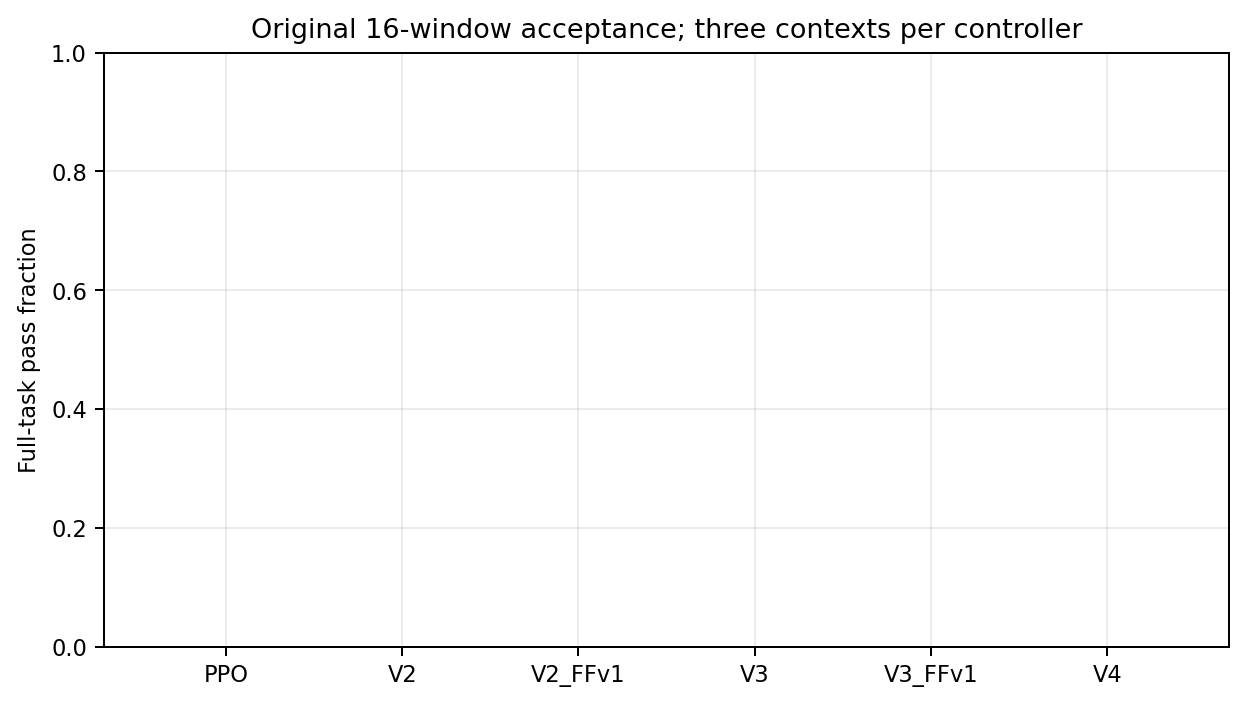 Original 16-window acceptance; three contexts per controller
Full-task pass fraction
1.0
0.8
0.6
0.4
0.2
0.0
PPO V2 V2_FFv1 V3 V3_FFv1 V4